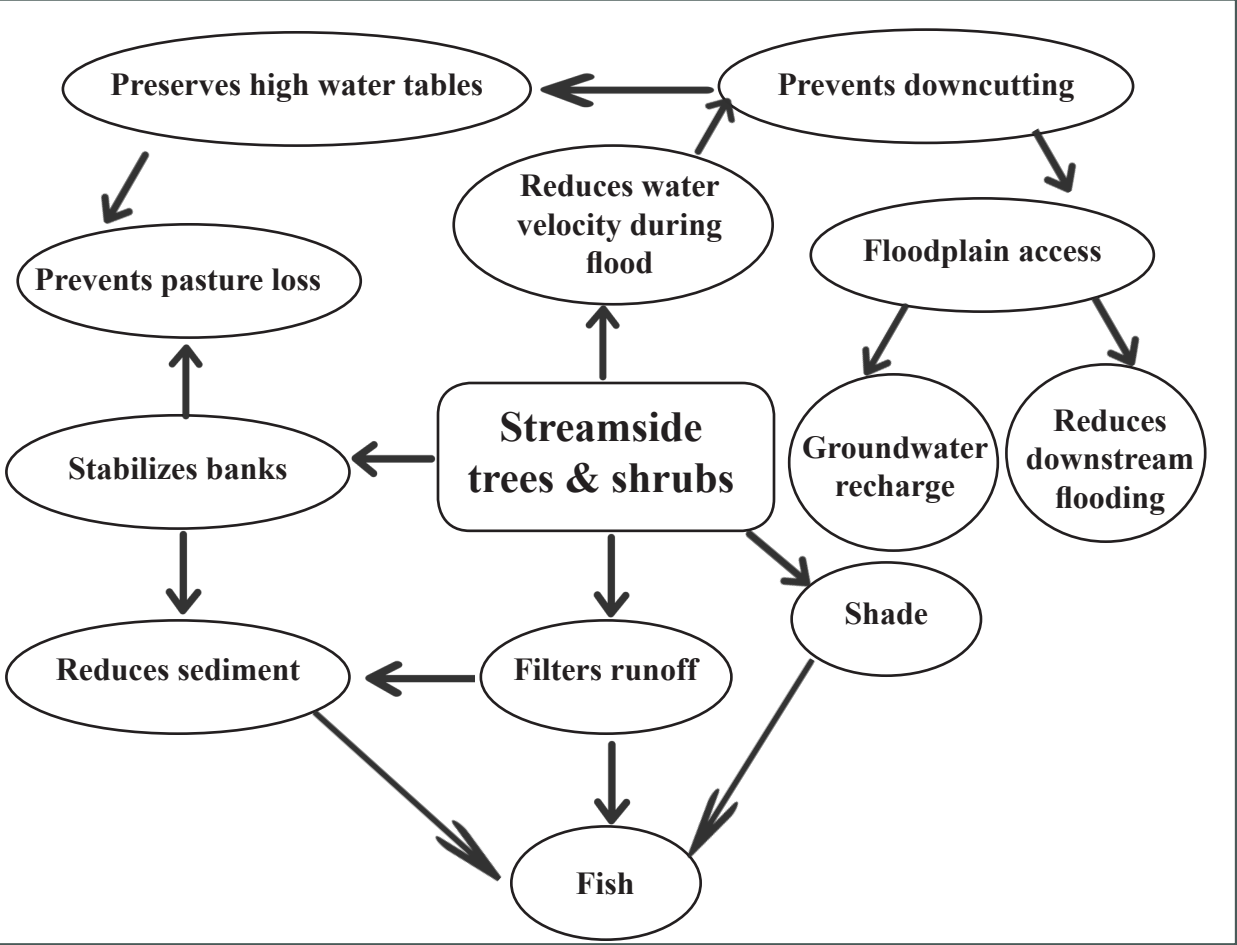 Preserves high water tables
Prevents downcutting
Reduces water
velocity during
flood
Floodplain access
Prevents pasture loss
Streamside
trees & shrubs
Groundwater
recharge
Reduces
downstream
flooding
Stabilizes banks
Shade
Reduces sediment
Filters runoff
Fish